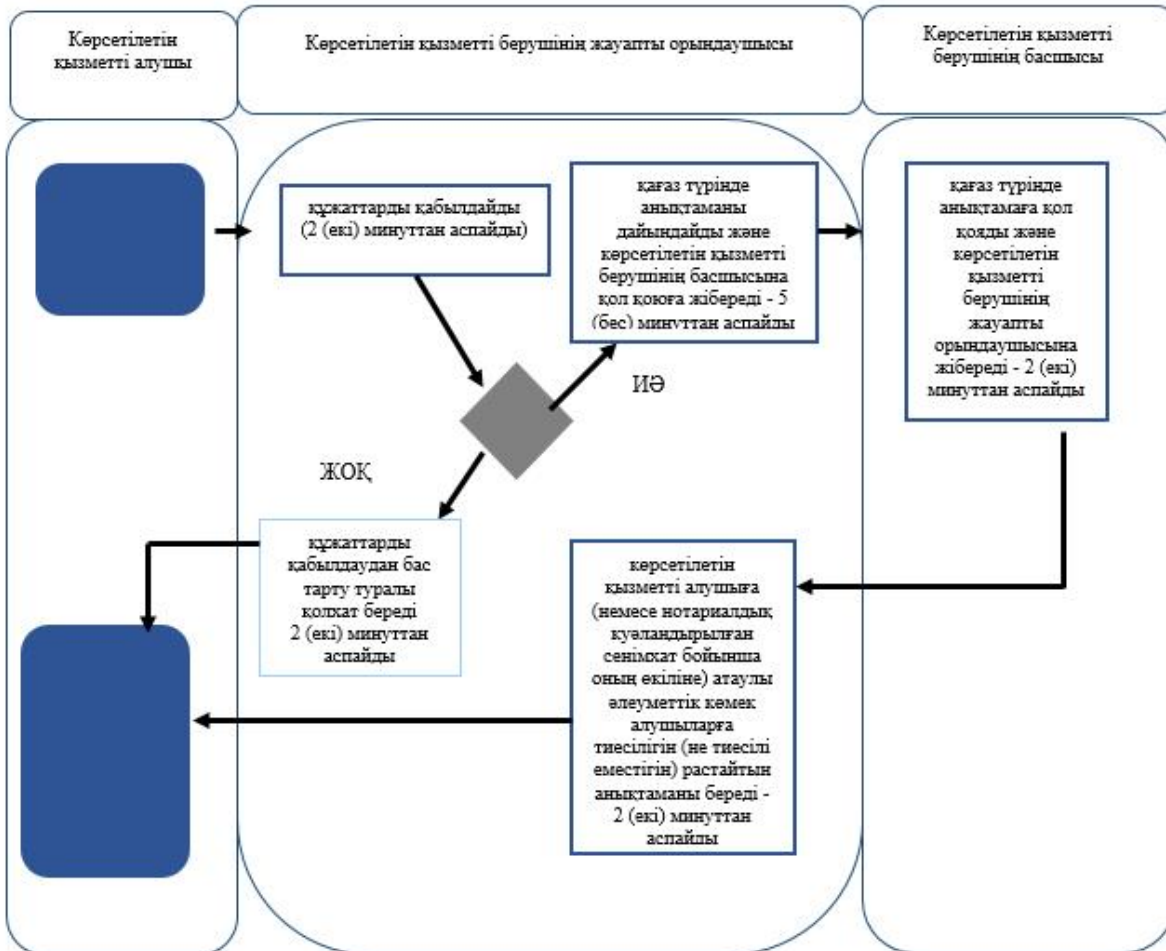 Көрсетілетін
қызметті алушы
Көрсетілетін қызметті берушінің жауапты орындаушысы
Көрсетілетін қызметті
берушінің басшысы
құжаттарды қабылдайды
(2 (екі) минуттан аспайды)
қағаз түрінде
анықтаманы
дайындайды және
көрсетілетін қызметті
берушінің басшысына
қол қоюға жібереді - 5
(бес) минуттан аспайды
қағаз түрінде
анықтамаға қол
қояды және
көрсетілетін
қызметті
берушінің
жауапты
орындаушысына
жібереді - 2 (екі)
минуттан аспайды
ИӘ
ЖОҚ
құжаттарды
қабылдаудан бас
тарту туралы
қолхат береді
2 (екі) минуттан
аспайды
көрсетілетін
қызметті алушыға
(немесе нотариалдық
куәландырылған
сенімхат бойынша
оның өкіліне) атаулы
әлеуметтік көмек
алушыларға
тиесілігін (не тиесілі
еместігін) растайтын
анықтаманы береді -
2 (екі) минуттан
аспайды